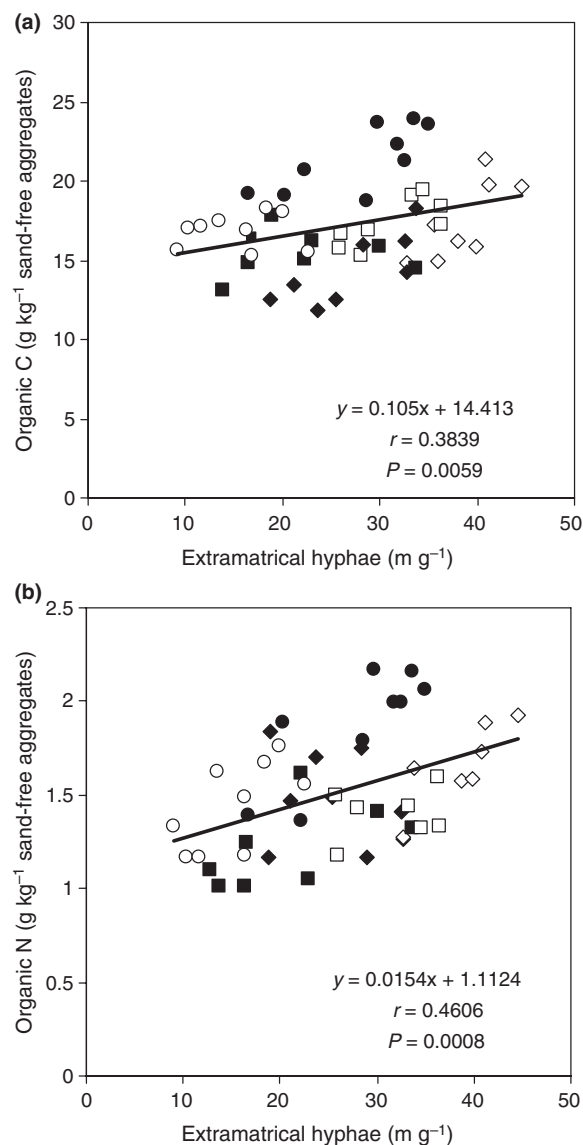 (a)
30
25
20
15
10
5
0
Organic C (g kg⁻¹ sand-free aggregates)
y = 0.105x + 14.413
r = 0.3839
P = 0.0059
0 10 20 30 40 50
Extramatrical hyphae (m g⁻¹)
(b)
2.5
2
1.5
1
0.5
0
Organic N (g kg⁻¹ sand-free aggregates)
y = 0.0154x + 1.1124
r = 0.4606
P = 0.0008
0 10 20 30 40 50
Extramatrical hyphae (m g⁻¹)